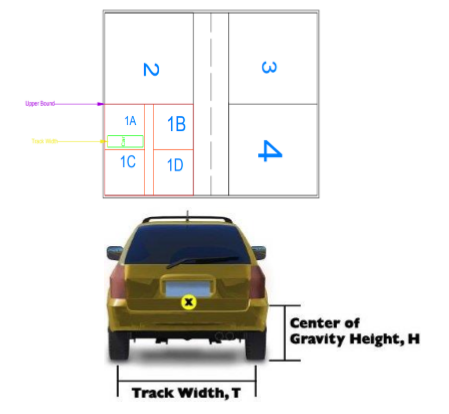 2
3
Upper Bound
1A
1B
Track Width
1C
1D
4
X
Center of
Gravity Height, H
Track Width, T